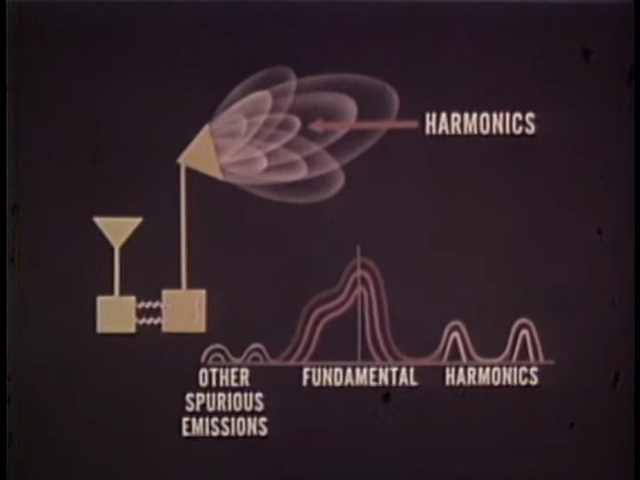 HARMONICS
OTHER
SPURIOUS
EMISSIONS
FUNDAMENTAL
HARMONICS